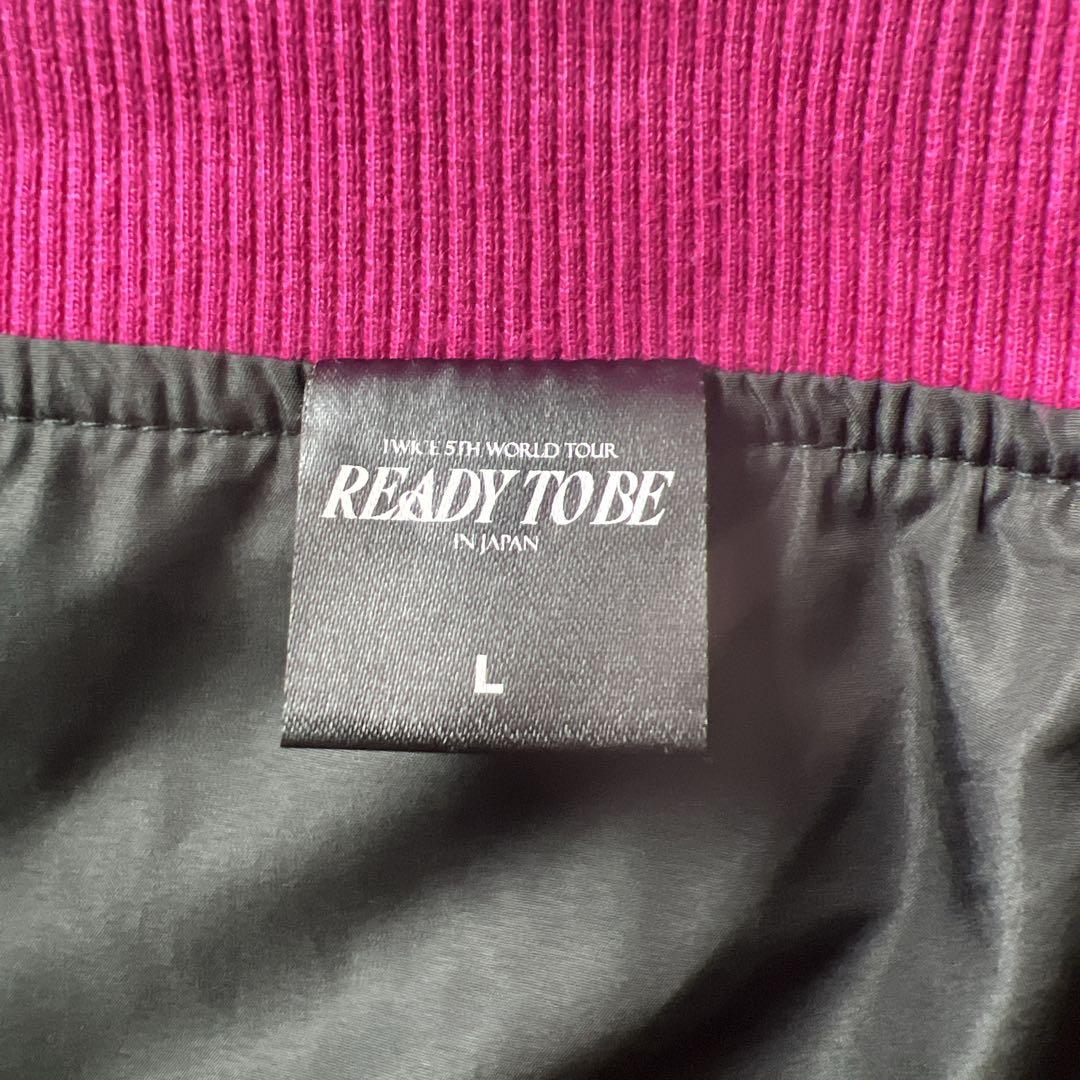 TWICE 5TH WORLD TOUR
READY TO BE
IN JAPAN
L